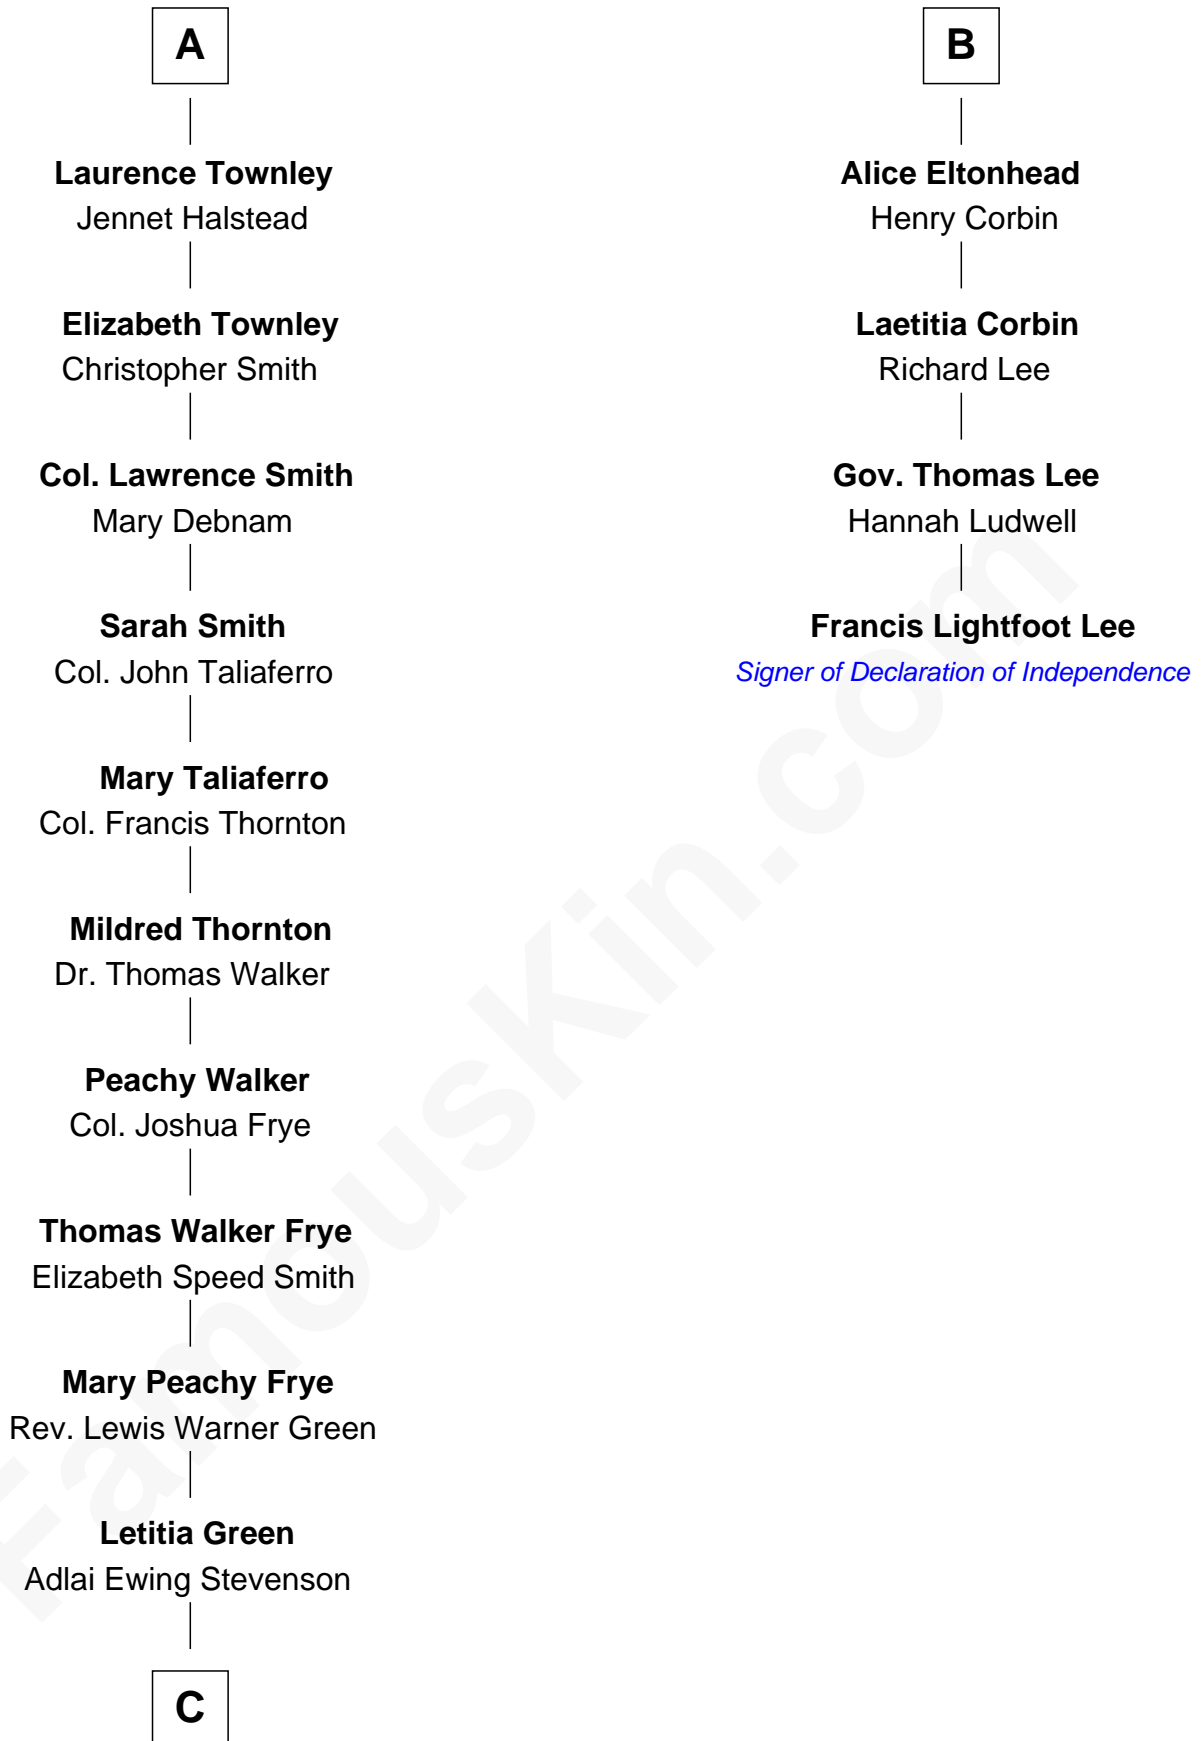 A
Laurence Townley
Jennet Halstead
Elizabeth Townley
Christopher Smith
Col. Lawrence Smith
Mary Debnam
Sarah Smith
Col. John Taliaferro
Mary Taliaferro
Col. Francis Thornton
Mildred Thornton
Dr. Thomas Walker
Peachy Walker
Col. Joshua Frye
Thomas Walker Frye
Elizabeth Speed Smith
Mary Peachy Frye
Rev. Lewis Warner Green
Letitia Green
Adlai Ewing Stevenson
C
B
Alice Eltonhead
Henry Corbin
Laetitia Corbin
Richard Lee
Gov. Thomas Lee
Hannah Ludwell
Francis Lightfoot Lee
Signer of Declaration of Independence
FamousKin.com